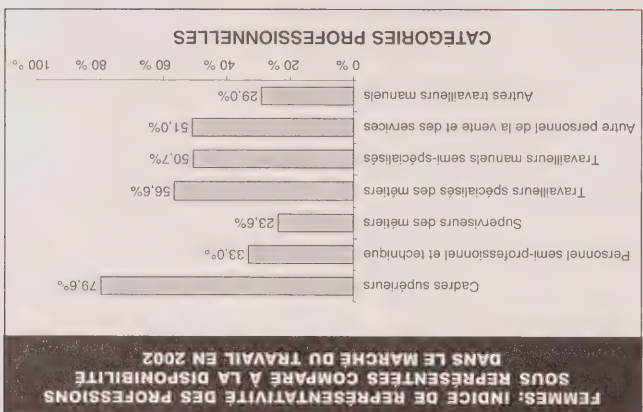 FEMMES: INDICE DE REPRÉSENTATIVITÉ DES PROFESSIONS
SOUS REPRÉSENTÉES COMPARÉ À LA DISPONIBILITÉ
DANS LE MARCHÉ DU TRAVAIL EN 2002
Cadres supérieurs 79,6%
Personnel semi-professionnel et technique 33,0%
Superviseurs des métiers 23,6%
Travailleurs spécialisés des métiers 56,6%
Travailleurs manuels semi-spécialisés 50,7%
Autre personnel de la vente et des services 51,0%
Autres travailleurs manuels 29,0%
0 % 20 % 40 % 60 % 80 % 100 %
CATÉGORIES PROFESSIONNELLES